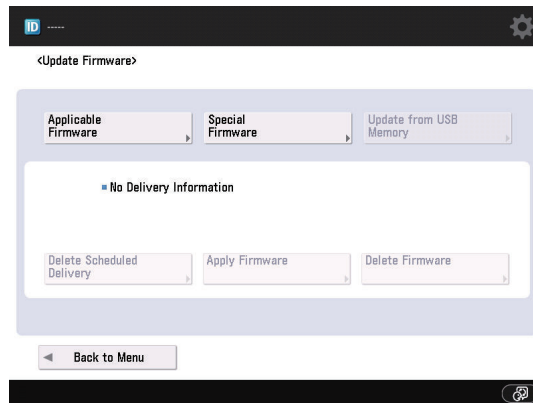 ID -----
<Update Firmware>
Applicable
Firmware
Special
Firmware
Update from USB
Memory
No Delivery Information
Delete Scheduled
Delivery
Apply Firmware
Delete Firmware
Back to Menu